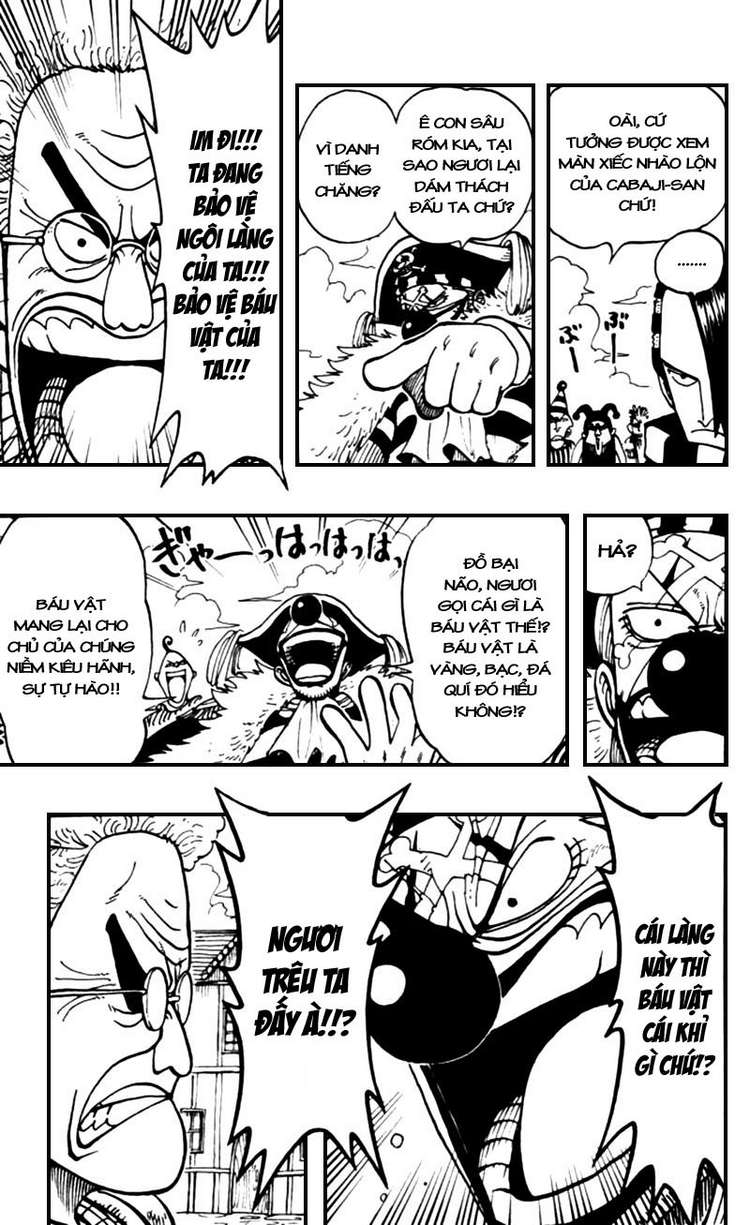 OÀI, CỨ
TƯỞNG ĐƯỢC XEM
MÀN XIẾC NHÀO LỘN
CỦA CABAJI-SAN
CHỨ!
........
ぶーぶー
Ê CON SÂU
RÓM KIA, TẠI
SAO NGƯƠI LẠI
DÁM THÁCH
ĐẤU TA CHỨ?
VÌ DANH
TIẾNG
CHĂNG?
IM ĐI!!!
TA ĐANG
BẢO VỆ
NGÔI LÀNG
CỦA TA!!!
BẢO VỆ BÁU
VẬT CỦA
TA!!!
HẢ?
ĐỒ BẠI
NÃO, NGƯƠI
GỌI CÁI GÌ LÀ
BÁU VẬT THẾ!?
BÁU VẬT LÀ
VÀNG, BẠC, ĐÁ
QUÍ ĐÓ HIỂU
KHÔNG!?
ぎゃーっはっはっはっ
BÁU VẬT
MANG LẠI CHO
CHỦ CỦA CHÚNG
NIỀM KIÊU HÃNH,
SỰ TỰ HÀO!!
CÁI LÀNG
NÀY THÌ
BÁU VẬT
CÁI KHỈ
GÌ CHỨ!?
NGƯƠI
TRÊU TA
ĐẤY À!!?